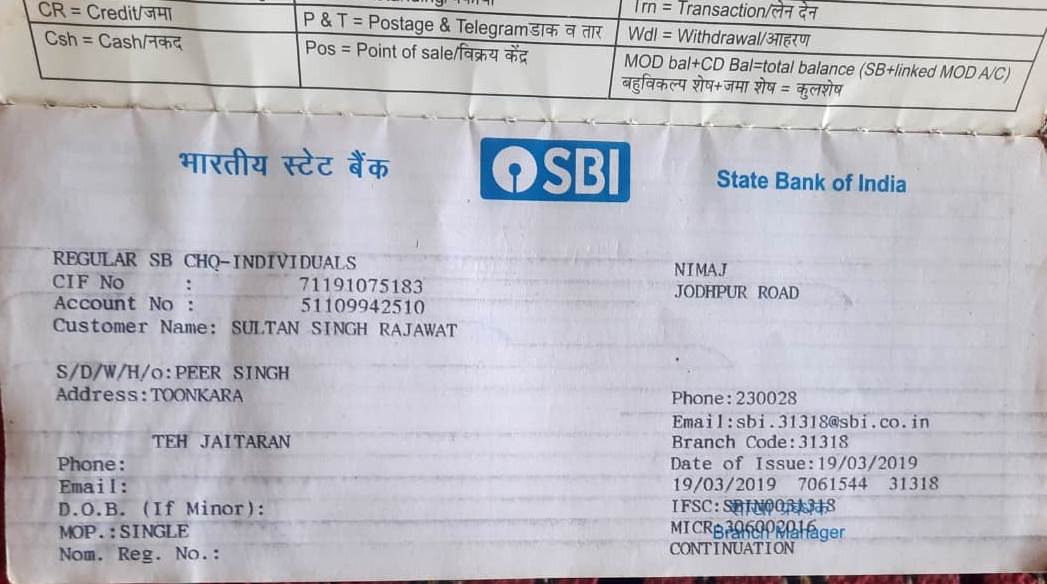 CR = Credit/जमा
Csh = Cash/नकद
P & T = Postage & Telegramडाक व तार
Pos = Point of sale/विक्रय केंद्र
Trn = Transaction/लेन देन
Wdl = Withdrawal/आहरण
MOD bal+CD Bal=total balance (SB+linked MOD A/C)
बहुविकल्प शेष+जमा शेष = कुलशेष
भारतीय स्टेट बैंक
SBI
State Bank of India
REGULAR SB CHQ-INDIVIDUALS
CIF No : 71191075183
Account No : 51109942510
Customer Name: SULTAN SINGH RAJAWAT
S/D/W/H/o:PEER SINGH
Address:TOONKARA
TEH JAITARAN
Phone:
Email:
D.O.B. (If Minor):
MOP.:SINGLE
Nom. Reg. No.:
NIMAJ
JODHPUR ROAD
Phone:230028
Email:sbi.31318@sbi.co.in
Branch Code:31318
Date of Issue:19/03/2019
19/03/2019 7061544 31318
IFSC:SBIN0031318
शाखा प्रबंधक
MICR:306002016
Branch Manager
CONTINUATION